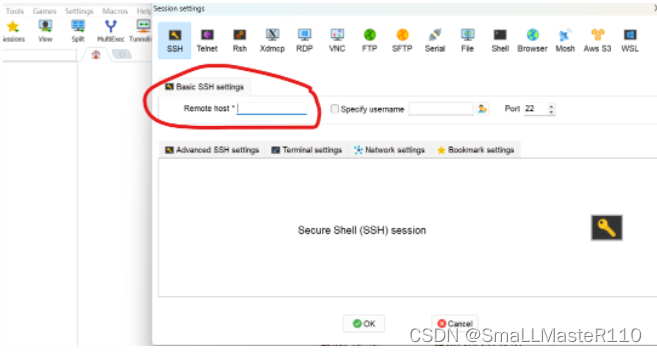 Tools Games Settings Macros Help
Session settings
Sessions View Split MultiExec Tunneling
SSH Telnet Rsh Xdmcp RDP VNC FTP SFTP Serial File Shell Browser Mosh Aws S3 WSL
Basic SSH settings
Remote host * Specify username Port 22
Advanced SSH settings Terminal settings Network settings Bookmark settings
Secure Shell (SSH) session
OK Cancel
CSDN @SmaLLMasteR110